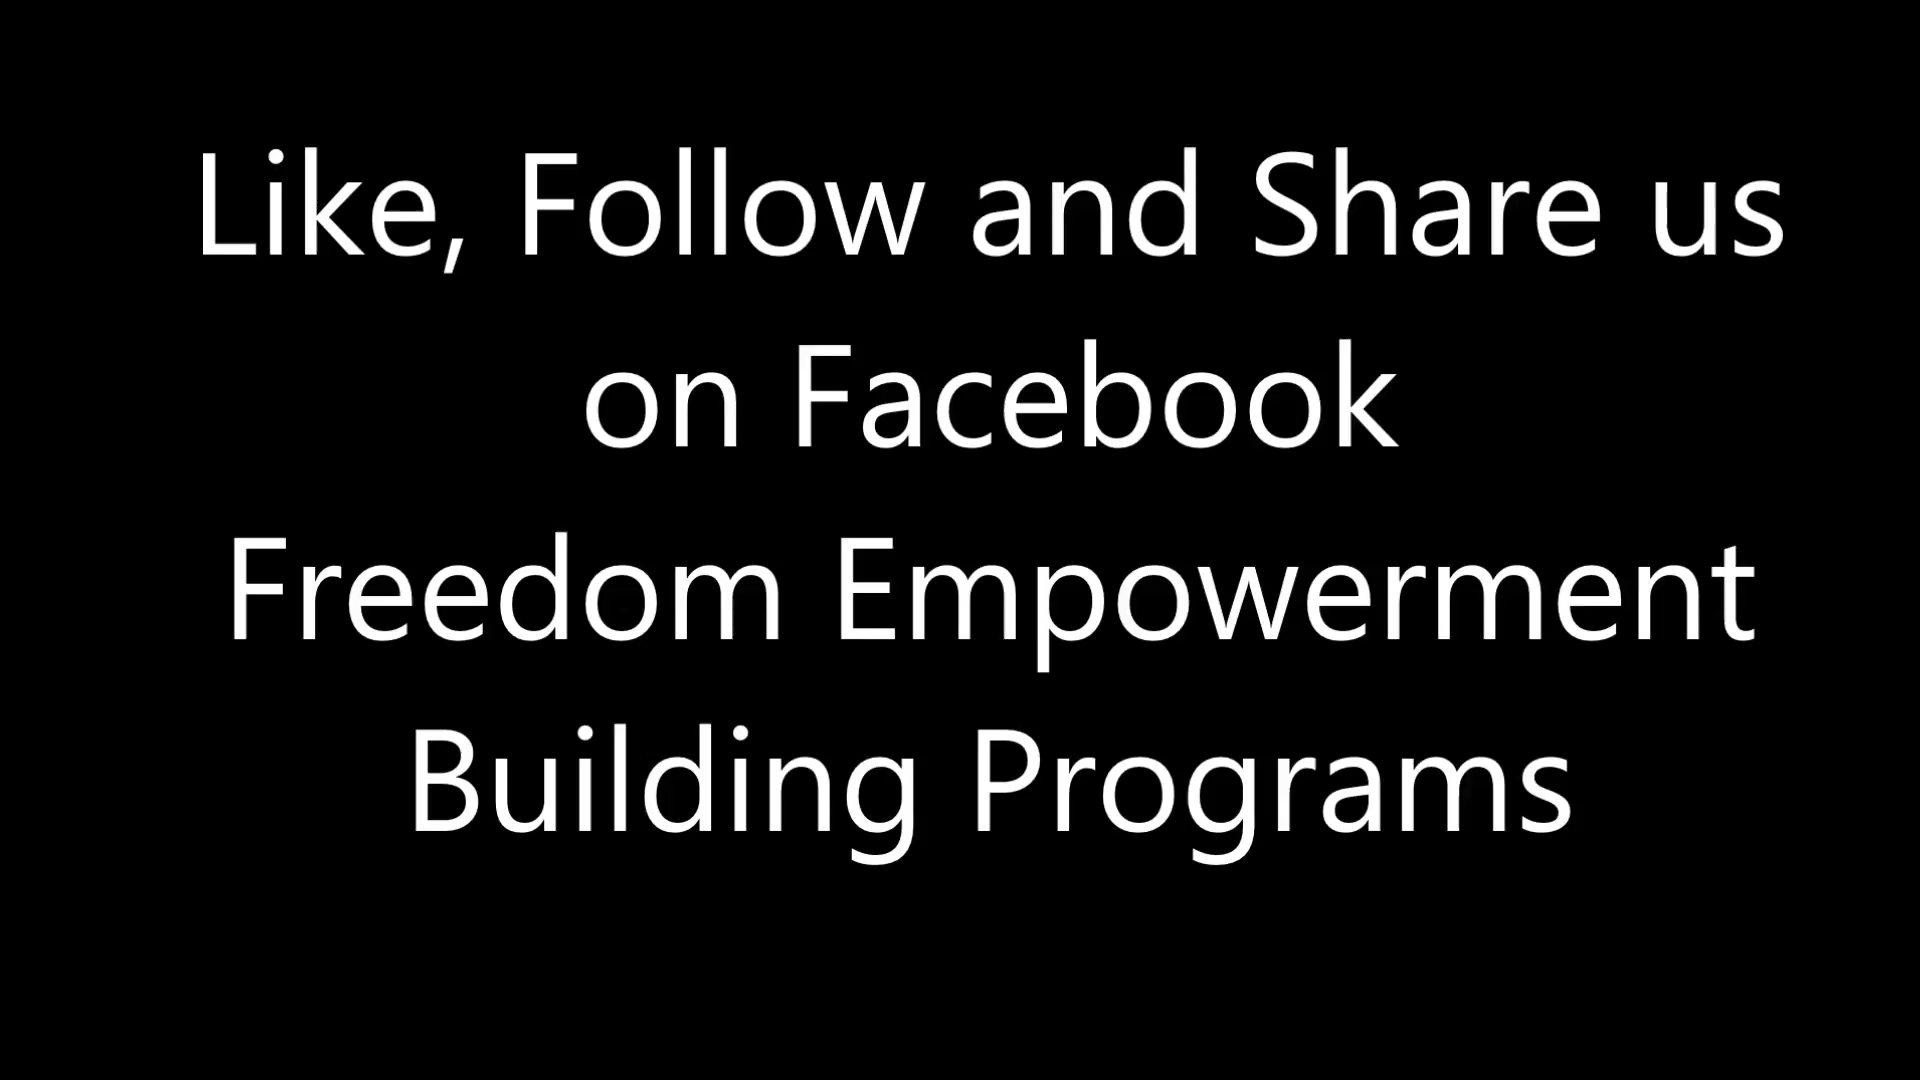 Like, Follow and Share us
on Facebook
Freedom Empowerment
Building Programs